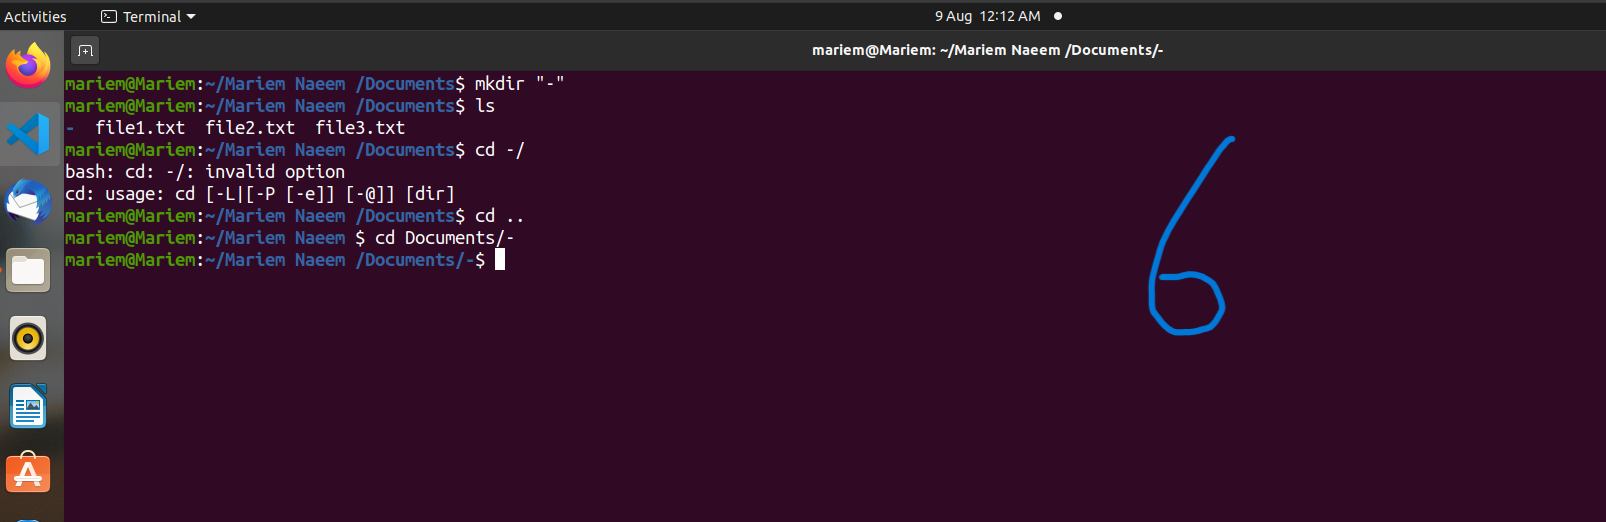 Activities Terminal 9 Aug 12:12 AM
mariem@Mariem: ~/Mariem Naeem /Documents/-
mariem@Mariem:~/Mariem Naeem /Documents$ mkdir "-"
mariem@Mariem:~/Mariem Naeem /Documents$ ls
-  file1.txt  file2.txt  file3.txt
mariem@Mariem:~/Mariem Naeem /Documents$ cd -/
bash: cd: -/: invalid option
cd: usage: cd [-L|[-P [-e]] [-@]] [dir]
mariem@Mariem:~/Mariem Naeem /Documents$ cd ..
mariem@Mariem:~/Mariem Naeem $ cd Documents/-
mariem@Mariem:~/Mariem Naeem /Documents/-$
6